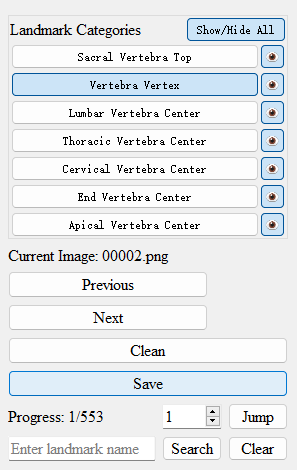 Landmark Categories Show/Hide All
Sacral Vertebra Top
Vertebra Vertex
Lumbar Vertebra Center
Thoracic Vertebra Center
Cervical Vertebra Center
End Vertebra Center
Apical Vertebra Center
Current Image: 00002.png
Previous
Next
Clean
Save
Progress: 1/553 1 Jump
Enter landmark name Search Clear